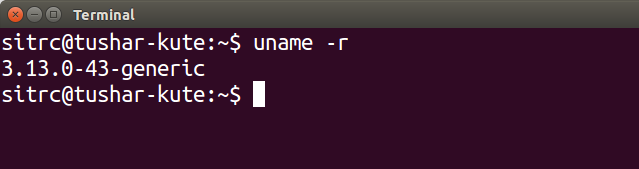 Terminal
sitrc@tushar-kute:~$ uname -r
3.13.0-43-generic
sitrc@tushar-kute:~$